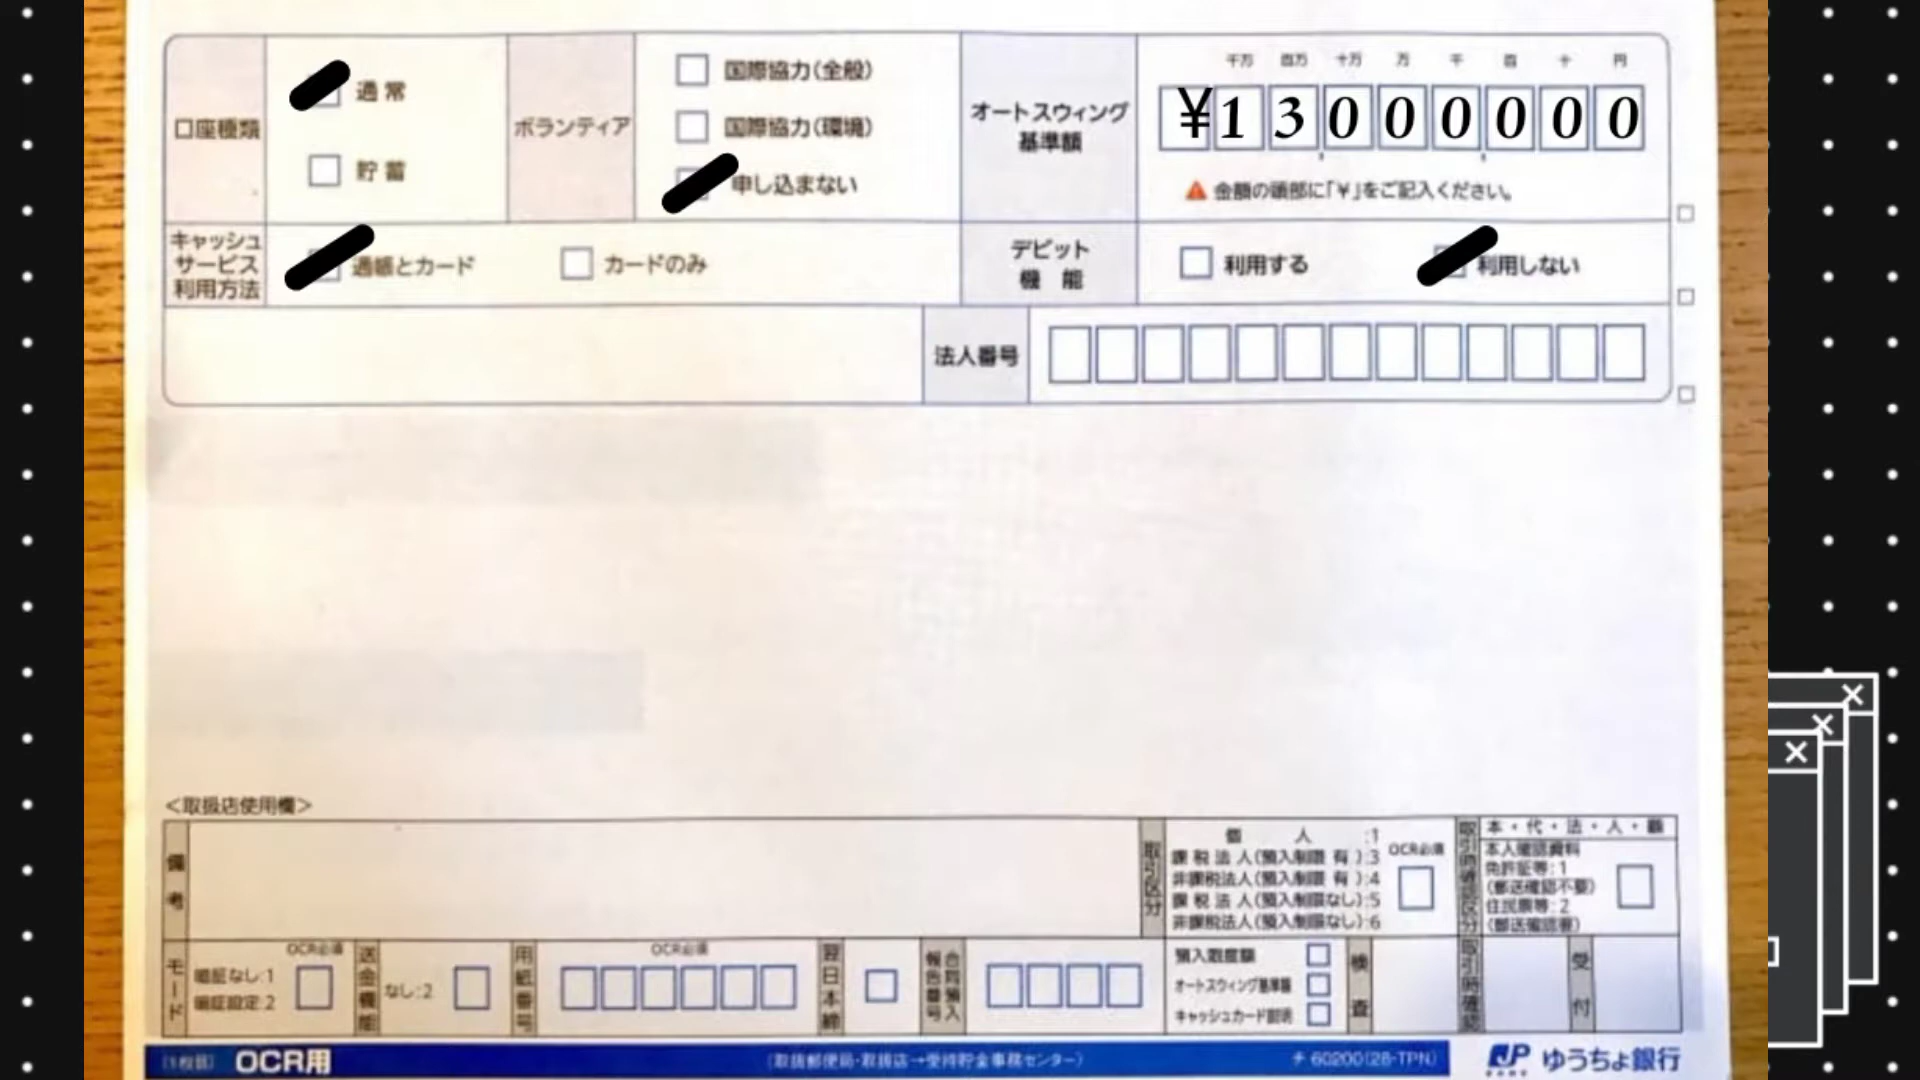 口座種類
通常
貯蓄
ボランティア
国際協力(全般)
国際協力(環境)
申し込まない
オートスウィング
基準額
千万 百万 十万 万 千 百 十 円
¥13000000
金額の頭部に「¥」をご記入ください。
キャッシュ
サービス
利用方法
通帳とカード
カードのみ
デビット
機能
利用する
利用しない
法人番号
<取扱店使用欄>
備考
取引区分
個人:1
課税法人(預入制限 有):3
非課税法人(預入制限 有):4
課税法人(預入制限なし):5
非課税法人(預入制限なし):6
OCR必須
取引時確認区分
本・代・法・人・顧
本人確認資料
免許証等:1
(郵送確認不要)
住民票等:2
(郵送確認要)
モード
暗証なし:1
暗証設定:2
OCR必須
送金機能
なし:2
用紙番号
OCR必須
翌日本締
報告番号
合同預入
預入限度額
オートスウィング基準額
キャッシュカード説明
検査
取引時確認
受付
(1枚目) OCR用
(取扱郵便局・取扱店→受持貯金事務センター)
チ 60200(28-TPN)
JP
BANK
ゆうちょ銀行